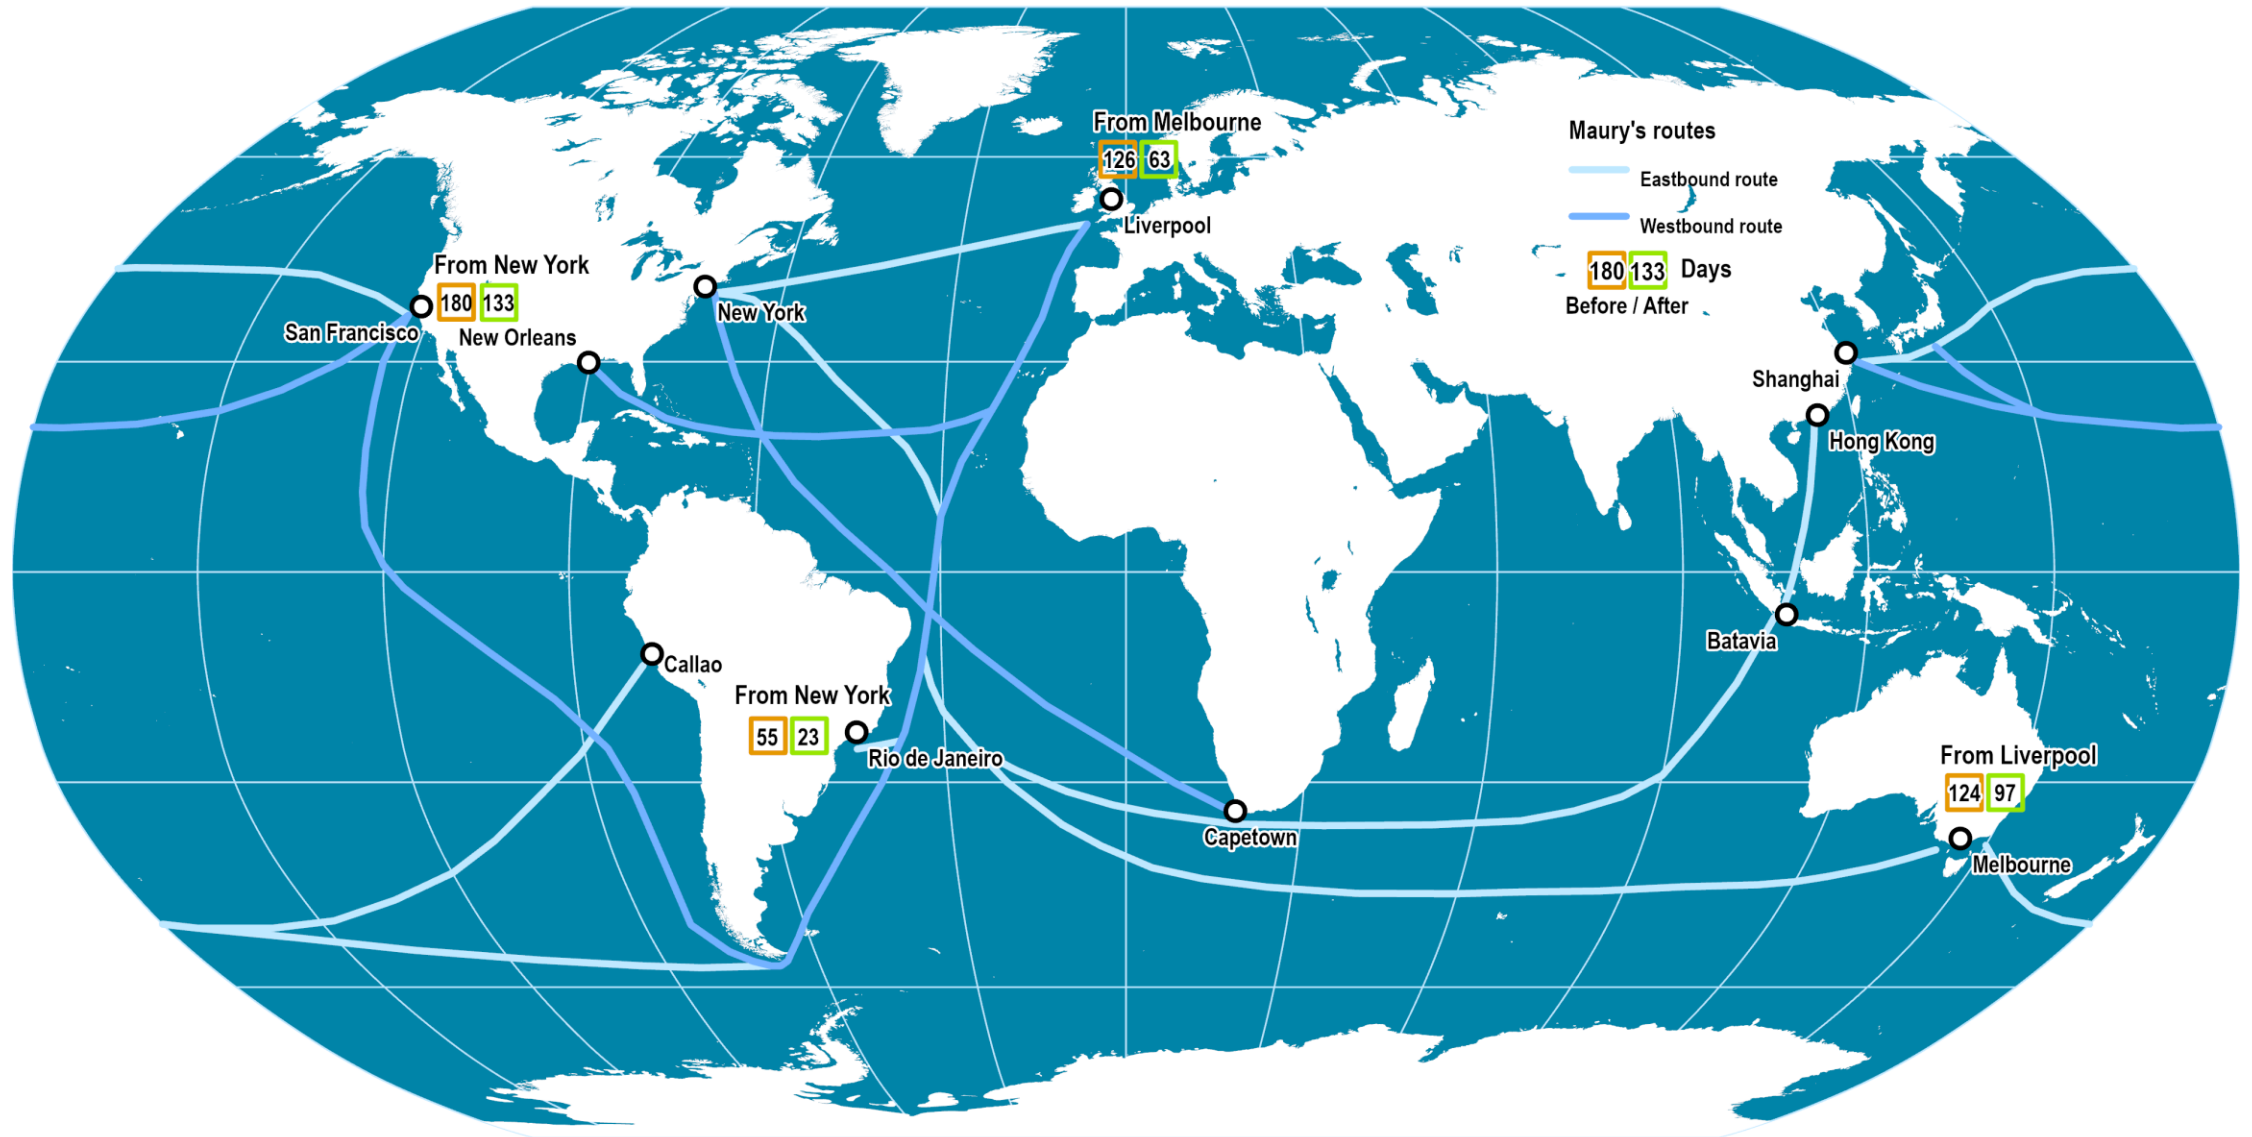 From Melbourne
126 63
Liverpool
Maury's routes
Eastbound route
Westbound route
180 133 Days
Before / After
From New York
180 133
San Francisco
New Orleans
New York
Shanghai
Hong Kong
Batavia
Callao
From New York
55 23
Rio de Janeiro
Capetown
From Liverpool
124 97
Melbourne